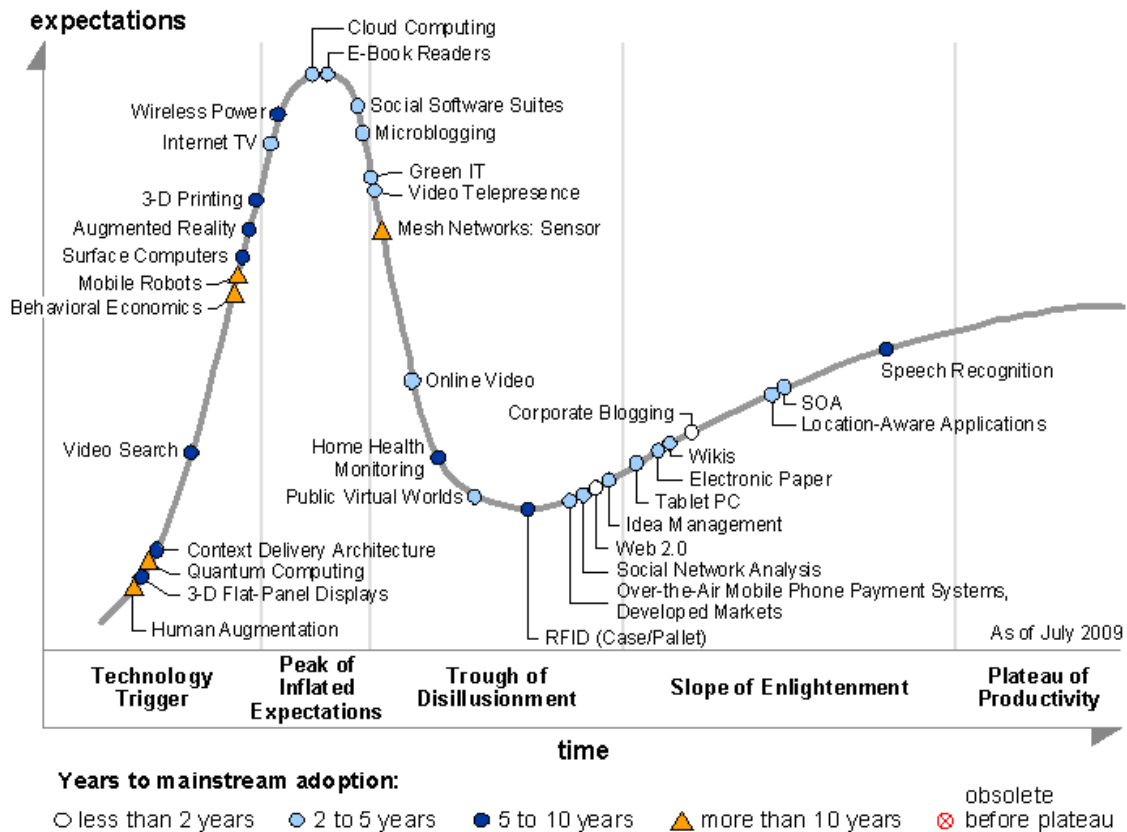 expectations
Cloud Computing
E-Book Readers
Wireless Power
Social Software Suites
Internet TV
Microblogging
Green IT
Video Telepresence
3-D Printing
Augmented Reality
Mesh Networks: Sensor
Surface Computers
Mobile Robots
Behavioral Economics
Online Video
Speech Recognition
Corporate Blogging
SOA
Location-Aware Applications
Video Search
Home Health
Monitoring
Wikis
Electronic Paper
Public Virtual Worlds
Tablet PC
Idea Management
Web 2.0
Context Delivery Architecture
Quantum Computing
Social Network Analysis
3-D Flat-Panel Displays
Over-the-Air Mobile Phone Payment Systems,
Developed Markets
Human Augmentation
RFID (Case/Pallet)
As of July 2009
Technology
Trigger
Peak of
Inflated
Expectations
Trough of
Disillusionment
Slope of Enlightenment
Plateau of
Productivity
time
Years to mainstream adoption:
less than 2 years
2 to 5 years
5 to 10 years
more than 10 years
obsolete
before plateau